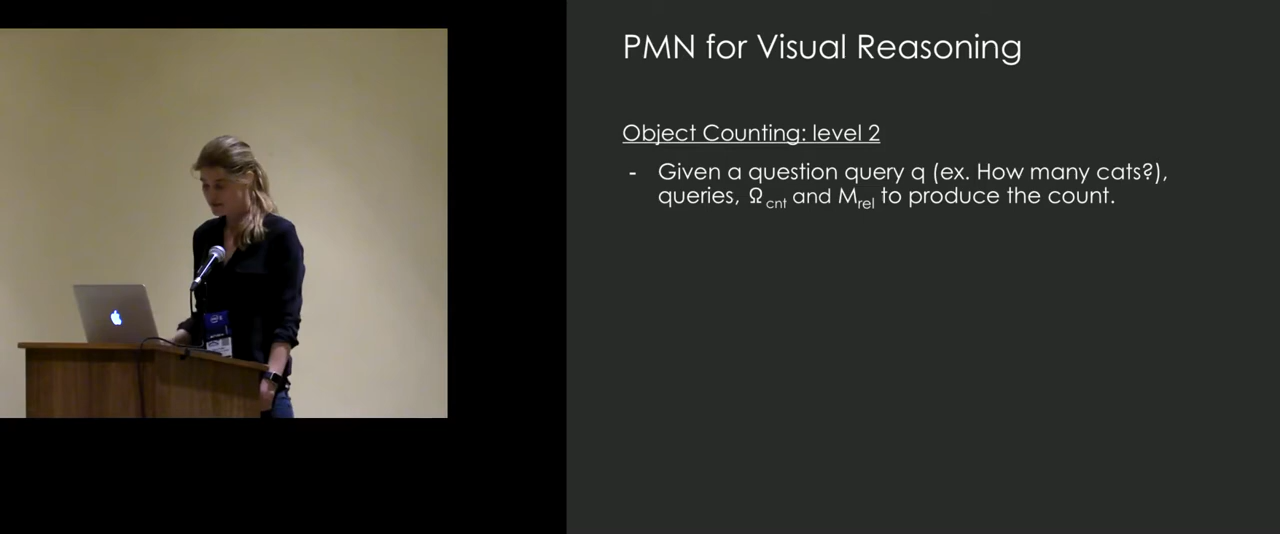 PMN for Visual Reasoning
Object Counting: level 2
- Given a question query q (ex. How many cats?),
queries, Ω cnt and Mrel to produce the count.